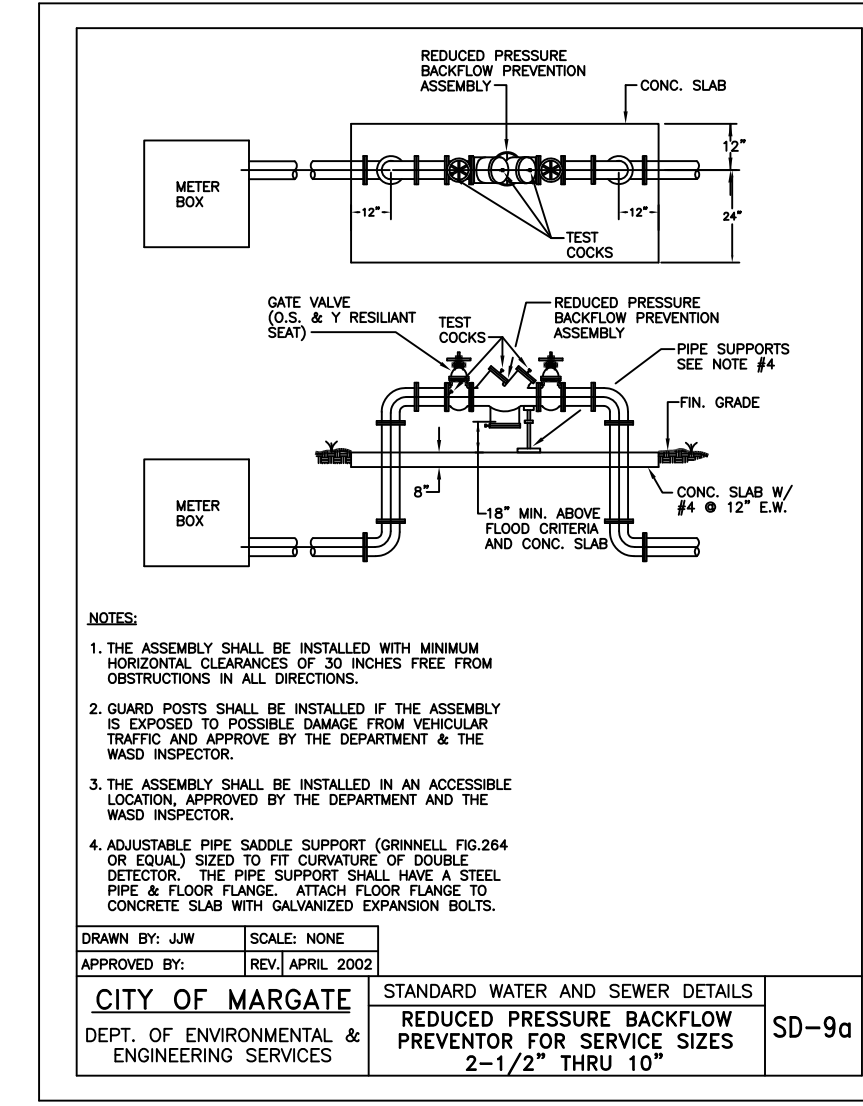 REDUCED PRESSURE
BACKFLOW PREVENTION
ASSEMBLY
CONC. SLAB
METER
BOX
12"
24"
12"
12"
TEST
COCKS
GATE VALVE
(O.S. & Y RESILIANT
SEAT)
TEST
COCKS
REDUCED PRESSURE
BACKFLOW PREVENTION
ASSEMBLY
PIPE SUPPORTS
SEE NOTE #4
FIN. GRADE
METER
BOX
8"
18" MIN. ABOVE
FLOOD CRITERIA
AND CONC. SLAB
CONC. SLAB W/
#4 @ 12" E.W.
NOTES:
1. THE ASSEMBLY SHALL BE INSTALLED WITH MINIMUM
HORIZONTAL CLEARANCES OF 30 INCHES FREE FROM
OBSTRUCTIONS IN ALL DIRECTIONS.
2. GUARD POSTS SHALL BE INSTALLED IF THE ASSEMBLY
IS EXPOSED TO POSSIBLE DAMAGE FROM VEHICULAR
TRAFFIC AND APPROVE BY THE DEPARTMENT & THE
WASD INSPECTOR.
3. THE ASSEMBLY SHALL BE INSTALLED IN AN ACCESSIBLE
LOCATION, APPROVED BY THE DEPARTMENT AND THE
WASD INSPECTOR.
4. ADJUSTABLE PIPE SADDLE SUPPORT (GRINNELL FIG.264
OR EQUAL) SIZED TO FIT CURVATURE OF DOUBLE
DETECTOR. THE PIPE SUPPORT SHALL HAVE A STEEL
PIPE & FLOOR FLANGE. ATTACH FLOOR FLANGE TO
CONCRETE SLAB WITH GALVANIZED EXPANSION BOLTS.
DRAWN BY: JJW
SCALE: NONE
APPROVED BY:
REV. APRIL 2002
CITY OF MARGATE
DEPT. OF ENVIRONMENTAL &
ENGINEERING SERVICES
STANDARD WATER AND SEWER DETAILS
REDUCED PRESSURE BACKFLOW
PREVENTOR FOR SERVICE SIZES
2-1/2" THRU 10"
SD-9a